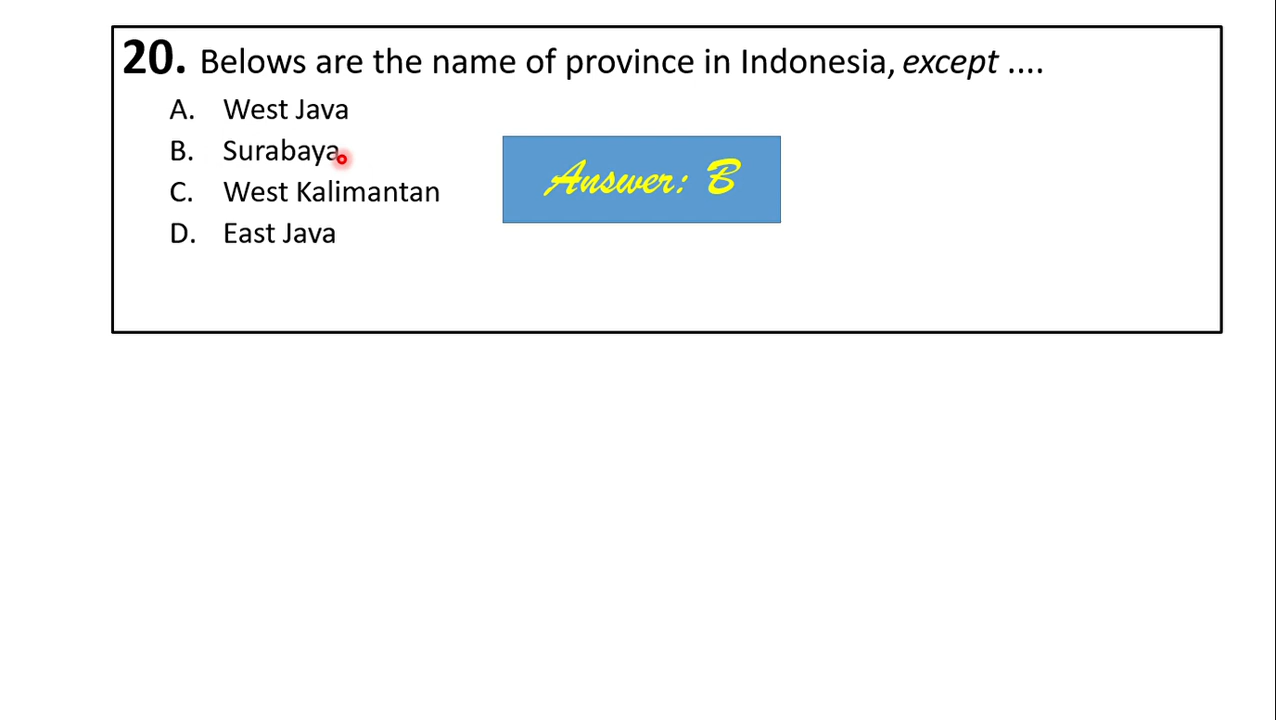 20. Belows are the name of province in Indonesia, except ....
A. West Java
B. Surabaya
C. West Kalimantan
D. East Java
Answer: B